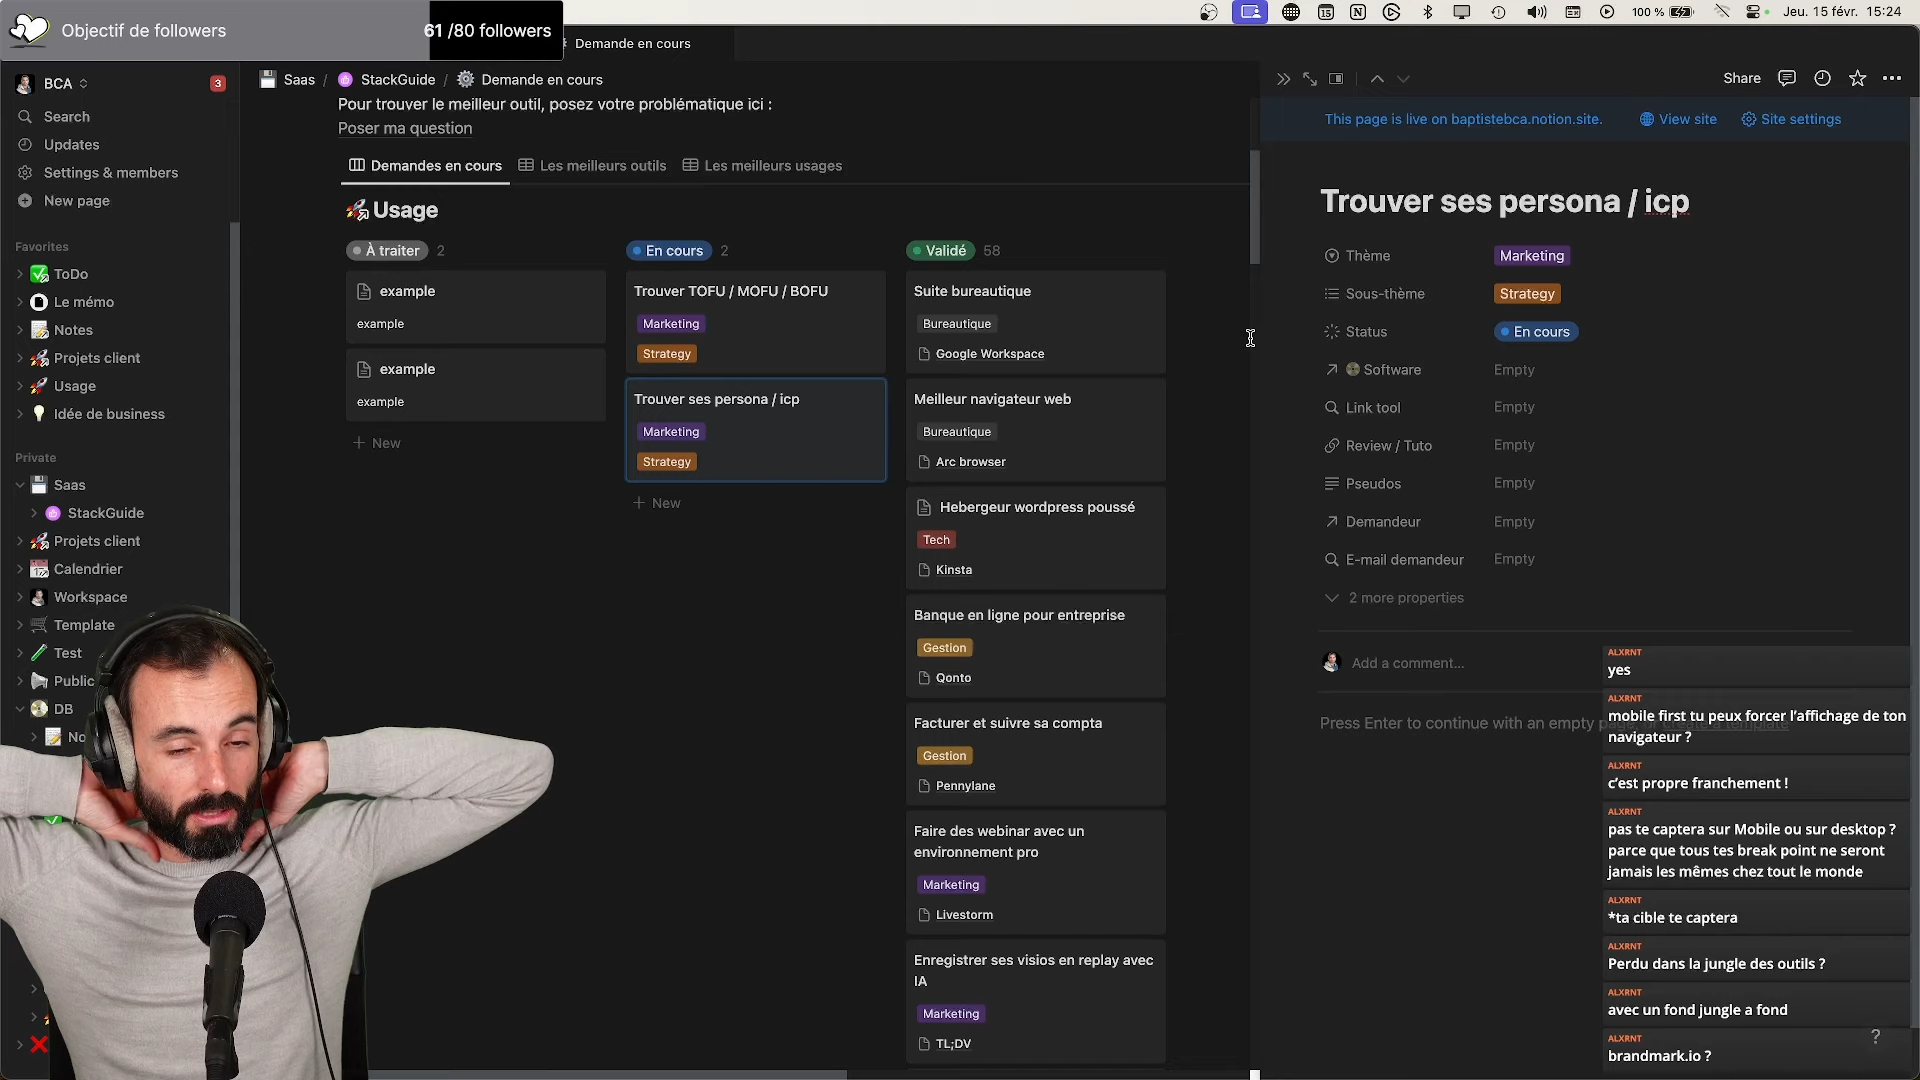 Objectif de followers
61 /80 followers
100 %
Jeu. 15 févr. 15:24
Demande en cours
BCA
3
Search
Updates
Settings & members
New page
Favorites
ToDo
Le mémo
Notes
Projets client
Usage
Idée de business
Private
Saas
StackGuide
Projets client
Calendrier
Workspace
Template
Test
Public
DB
No
Saas / StackGuide / Demande en cours
Pour trouver le meilleur outil, posez votre problématique ici :
Poser ma question
Demandes en cours
Les meilleurs outils
Les meilleurs usages
Usage
À traiter 2
example
example
example
example
New
En cours 2
Trouver TOFU / MOFU / BOFU
Marketing
Strategy
Trouver ses persona / icp
Marketing
Strategy
New
Validé 58
Suite bureautique
Bureautique
Google Workspace
Meilleur navigateur web
Bureautique
Arc browser
Hebergeur wordpress poussé
Tech
Kinsta
Banque en ligne pour entreprise
Gestion
Qonto
Facturer et suivre sa compta
Gestion
Pennylane
Faire des webinar avec un
environnement pro
Marketing
Livestorm
Enregistrer ses visios en replay avec
IA
Marketing
TL;DV
Share
This page is live on baptistebca.notion.site.
View site
Site settings
Trouver ses persona / icp
Thème Marketing
Sous-thème Strategy
Status En cours
Software Empty
Link tool Empty
Review / Tuto Empty
Pseudos Empty
Demandeur Empty
E-mail demandeur Empty
2 more properties
Add a comment...
Press Enter to continue with an empty page, or create a template
ALXRNT
yes
ALXRNT
mobile first tu peux forcer l'affichage de ton
navigateur ?
ALXRNT
c'est propre franchement !
ALXRNT
pas te captera sur Mobile ou sur desktop ?
parce que tous tes break point ne seront
jamais les mêmes chez tout le monde
ALXRNT
*ta cible te captera
ALXRNT
Perdu dans la jungle des outils ?
ALXRNT
avec un fond jungle a fond
ALXRNT
brandmark.io ?
?